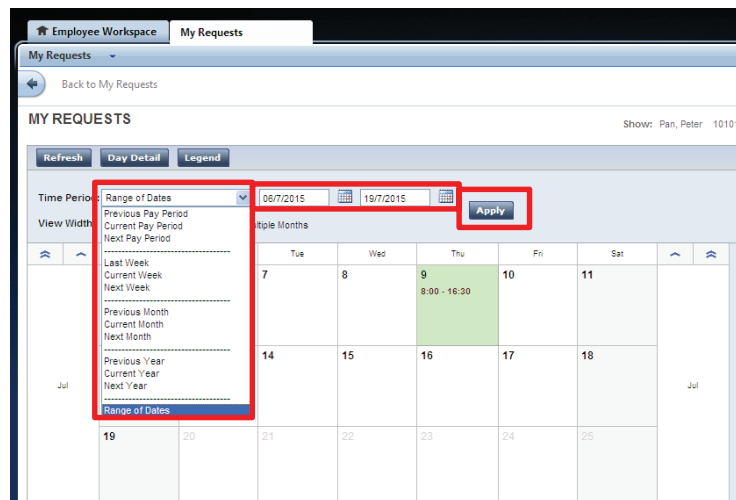 Employee Workspace My Requests
My Requests
Back to My Requests
MY REQUESTS
Show: Pan, Peter 1010
Refresh Day Detail Legend
Time Period: Range of Dates 06/7/2015 19/7/2015 Apply
Previous Pay Period
Current Pay Period
Next Pay Period
View Width
Months
-----------------------------------
Last Week
Current Week
Next Week
-----------------------------------
Previous Month
Current Month
Next Month
-----------------------------------
Previous Year
Current Year
Next Year
-----------------------------------
Range of Dates
Tue Wed Thu Fri Sat
7 8 9 10 11
8:00 - 16:30
14 15 16 17 18
Jul Jul
19 20 21 22 23 24 25